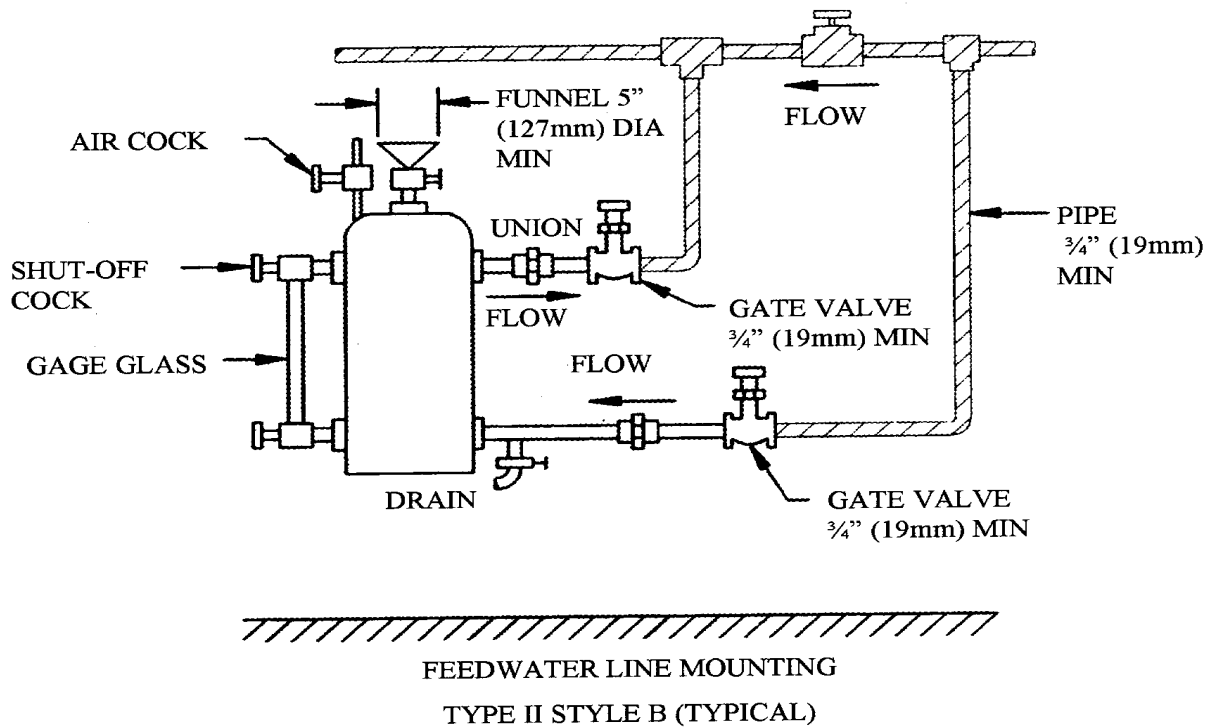 FUNNEL 5”
(127mm) DIA
MIN
FLOW
AIR COCK
UNION
PIPE
¾” (19mm)
MIN
SHUT-OFF
COCK
FLOW
GATE VALVE
¾” (19mm) MIN
GAGE GLASS
FLOW
DRAIN
GATE VALVE
¾” (19mm) MIN
FEEDWATER LINE MOUNTING
TYPE II STYLE B (TYPICAL)